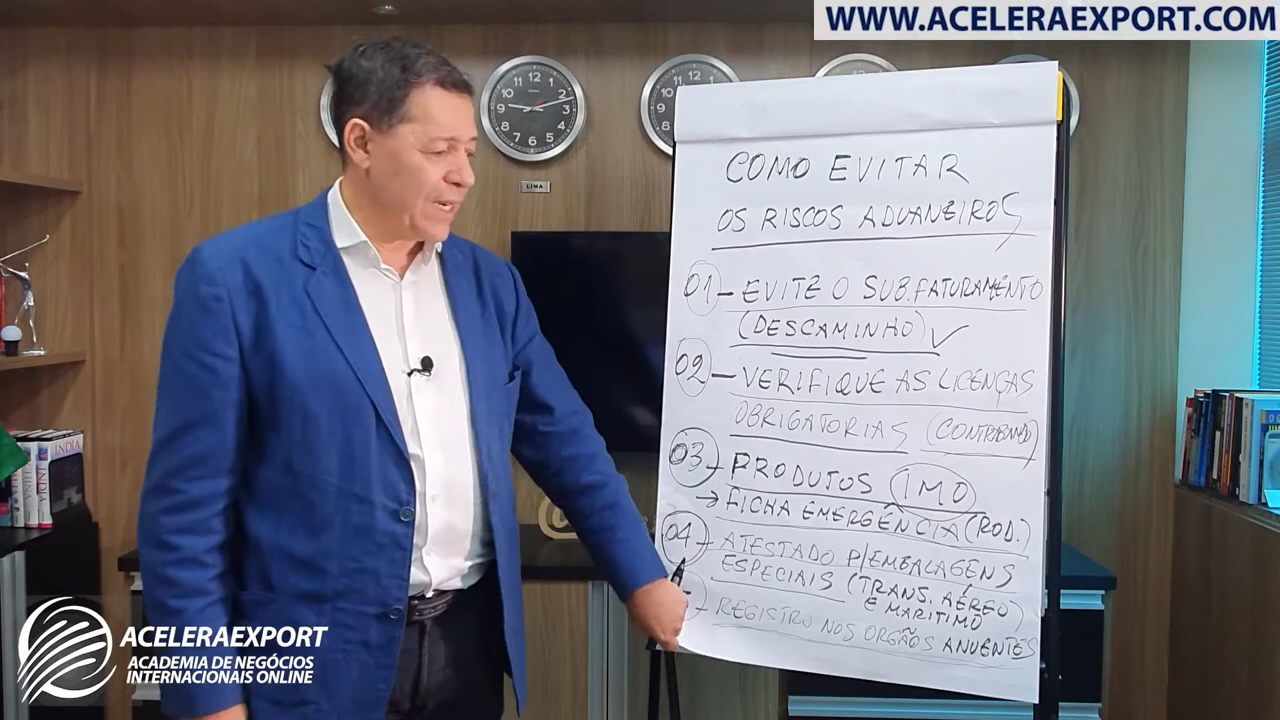 WWW.ACELERAEXPORT.COM
COMO EVITAR
OS RISCOS ADUANEIROS
01 - EVITE O SUB.FATURAMENTO
(DESCAMINHO) ✓
02 - VERIFIQUE AS LICENÇAS
OBRIGATORIAS (CONTRABANDO)
03 - PRODUTOS IMO
→ FICHA EMERGÊNCIA (ROD.)
04 - ATESTADO P/EMBALAGENS
ESPECIAIS (TRANS. AÉREO
E MARITIMO)
- REGISTRO NOS ORGÃOS ANUENTES
LIMA
INDIA
ACELERAEXPORT
ACADEMIA DE NEGÓCIOS
INTERNACIONAIS ONLINE